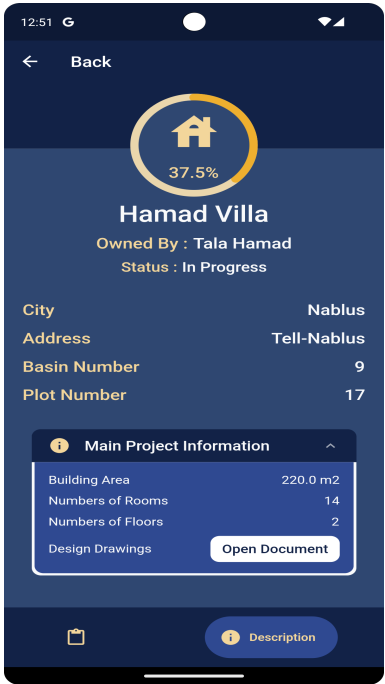 12:51 G
Back
37.5%
Hamad Villa
Owned By : Tala Hamad
Status : In Progress
City Nablus
Address Tell-Nablus
Basin Number 9
Plot Number 17
Main Project Information
Building Area 220.0 m2
Numbers of Rooms 14
Numbers of Floors 2
Design Drawings Open Document
Description